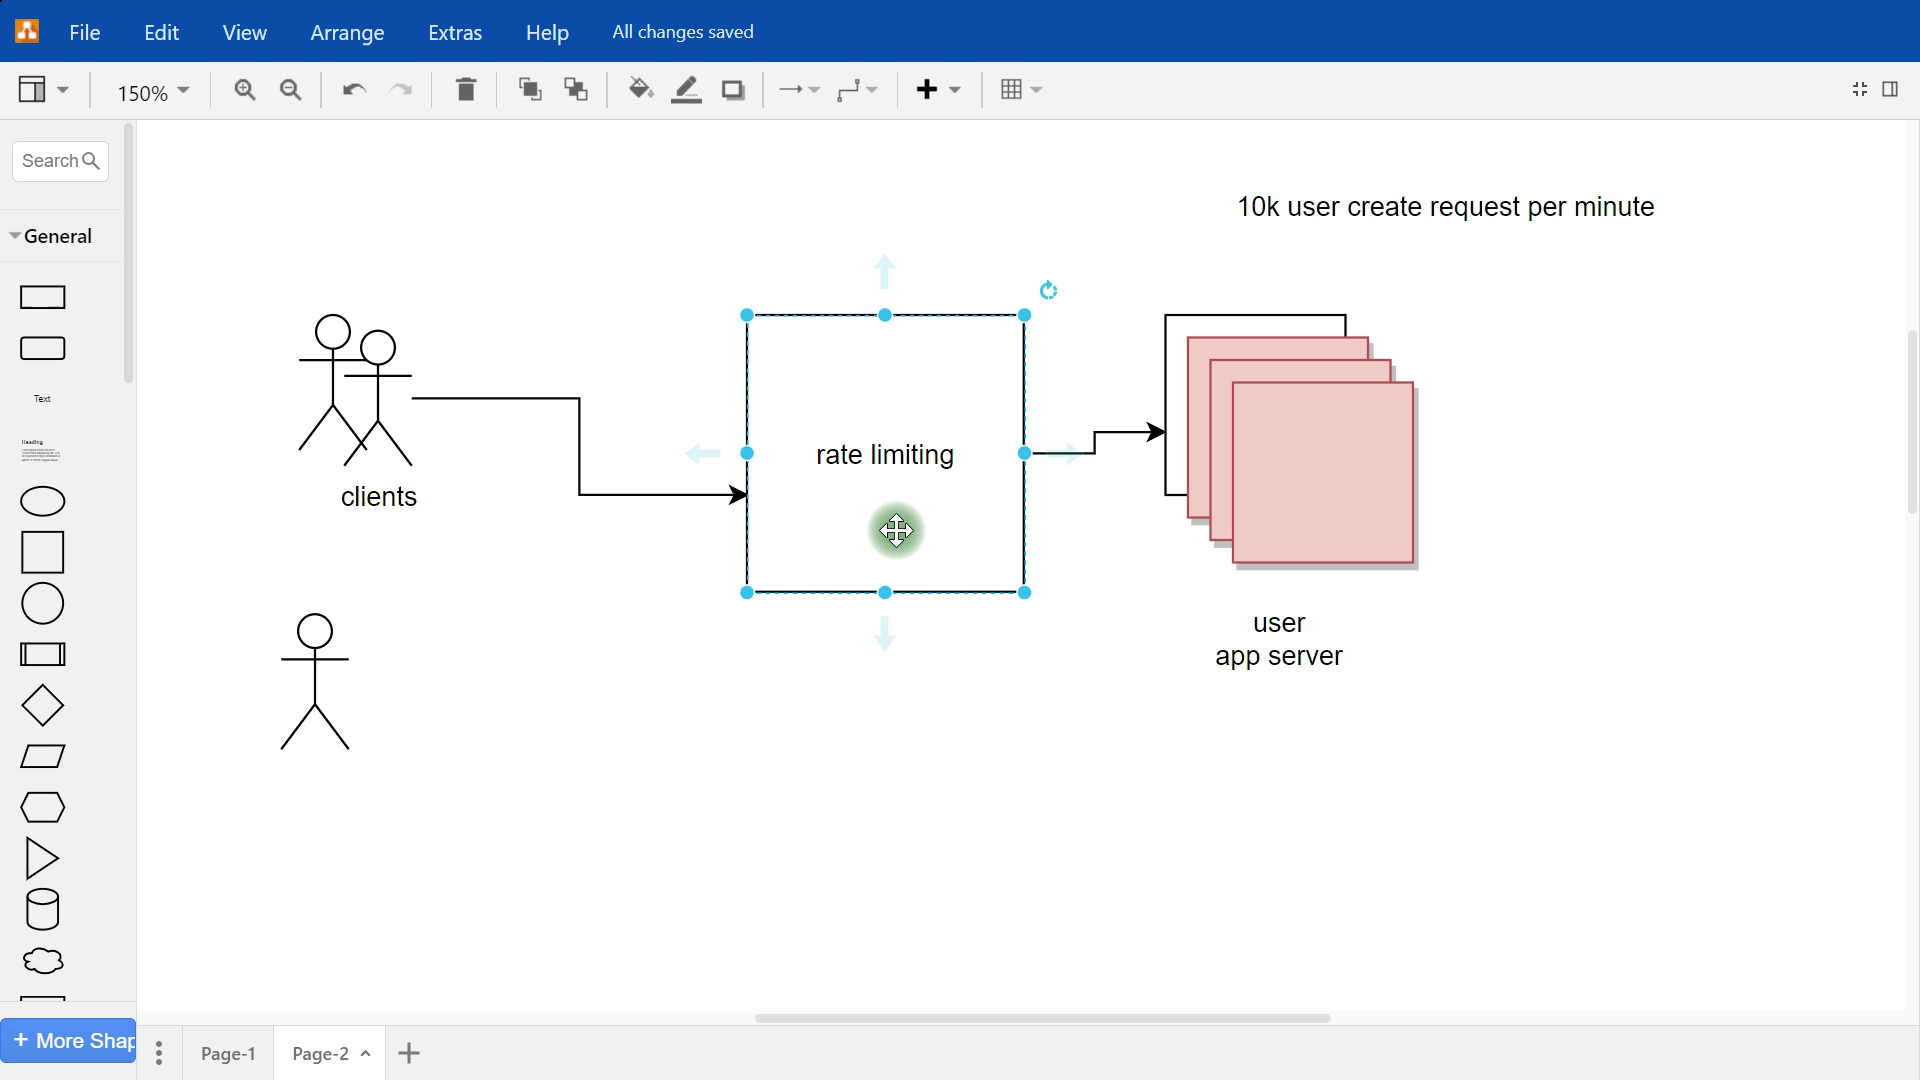 File Edit View Arrange Extras Help All changes saved
150%
Search
General
Text
Heading
10k user create request per minute
rate limiting
clients
user
app server
+ More Shap
Page-1 Page-2